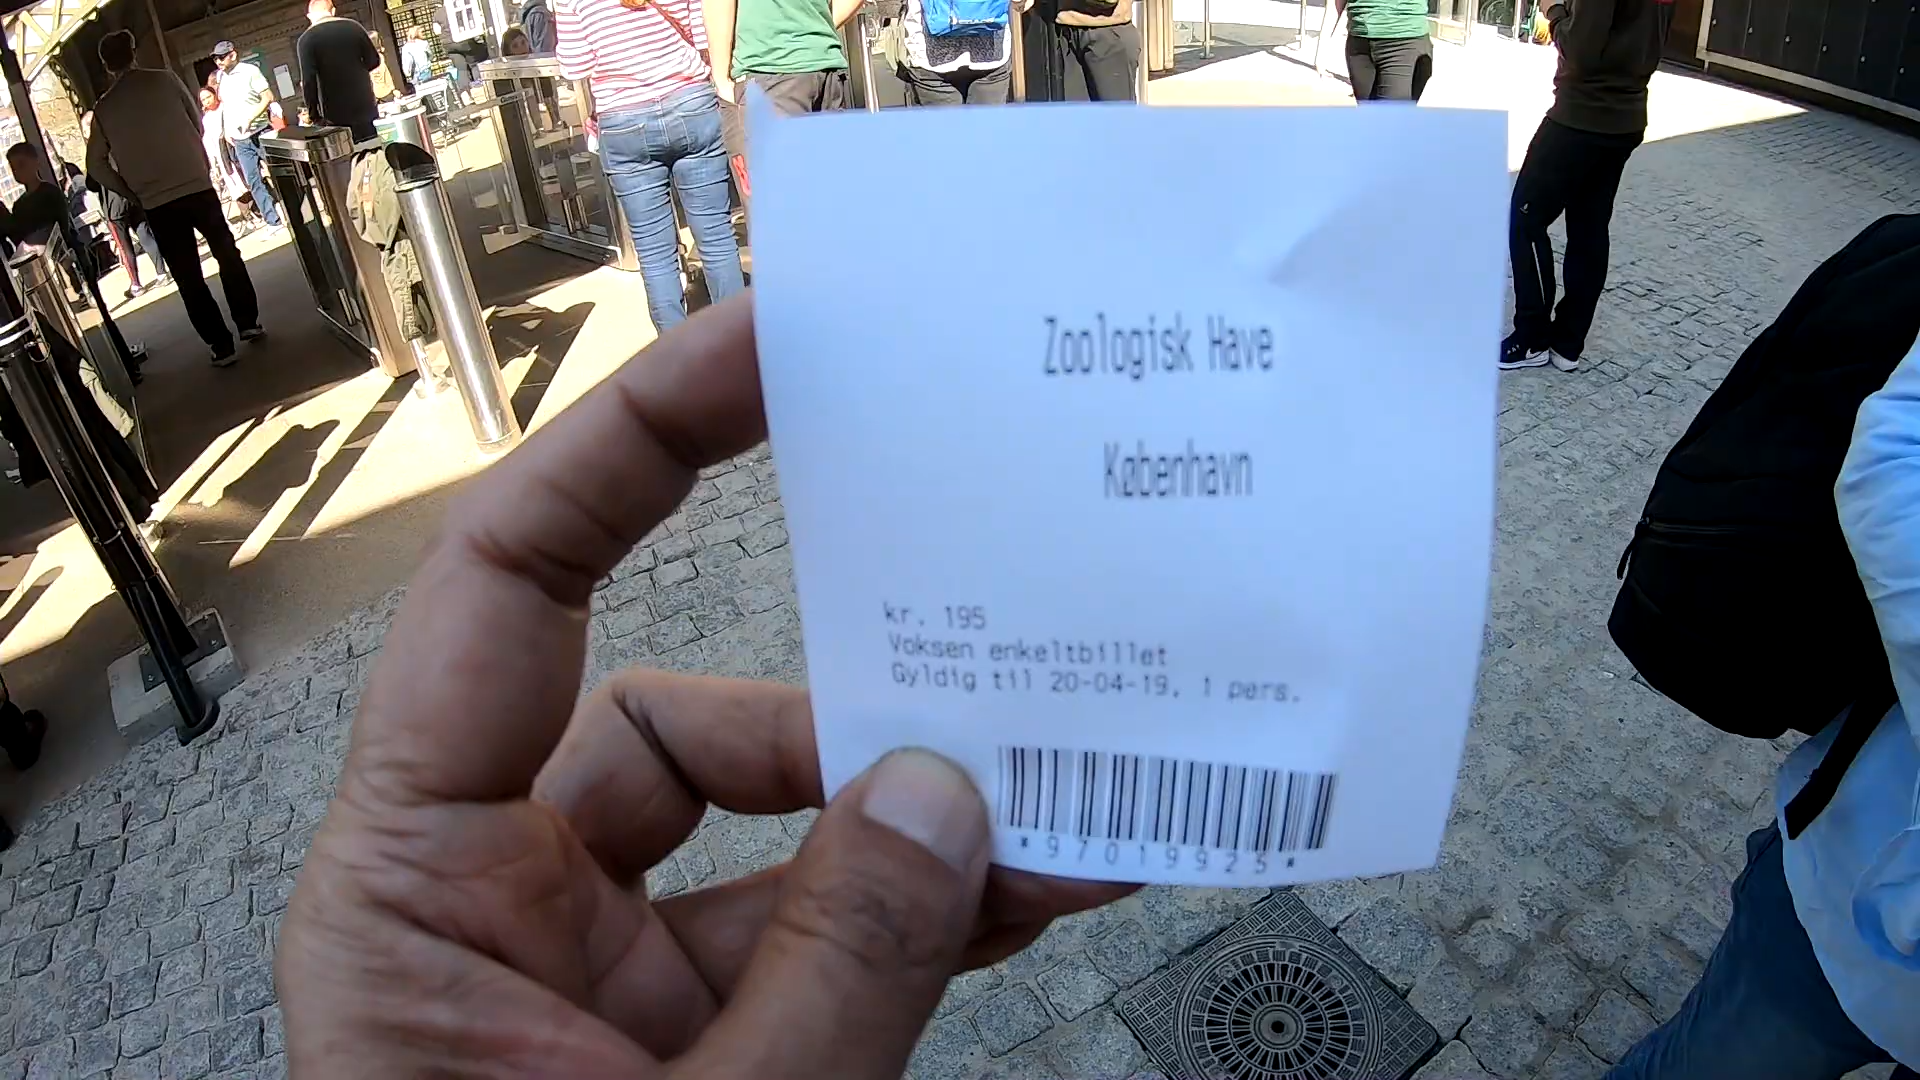 Zoologisk Have
København
kr. 195
Voksen enkeltbillet
Gyldig til 20-04-19, 1 pers.
*97019925*